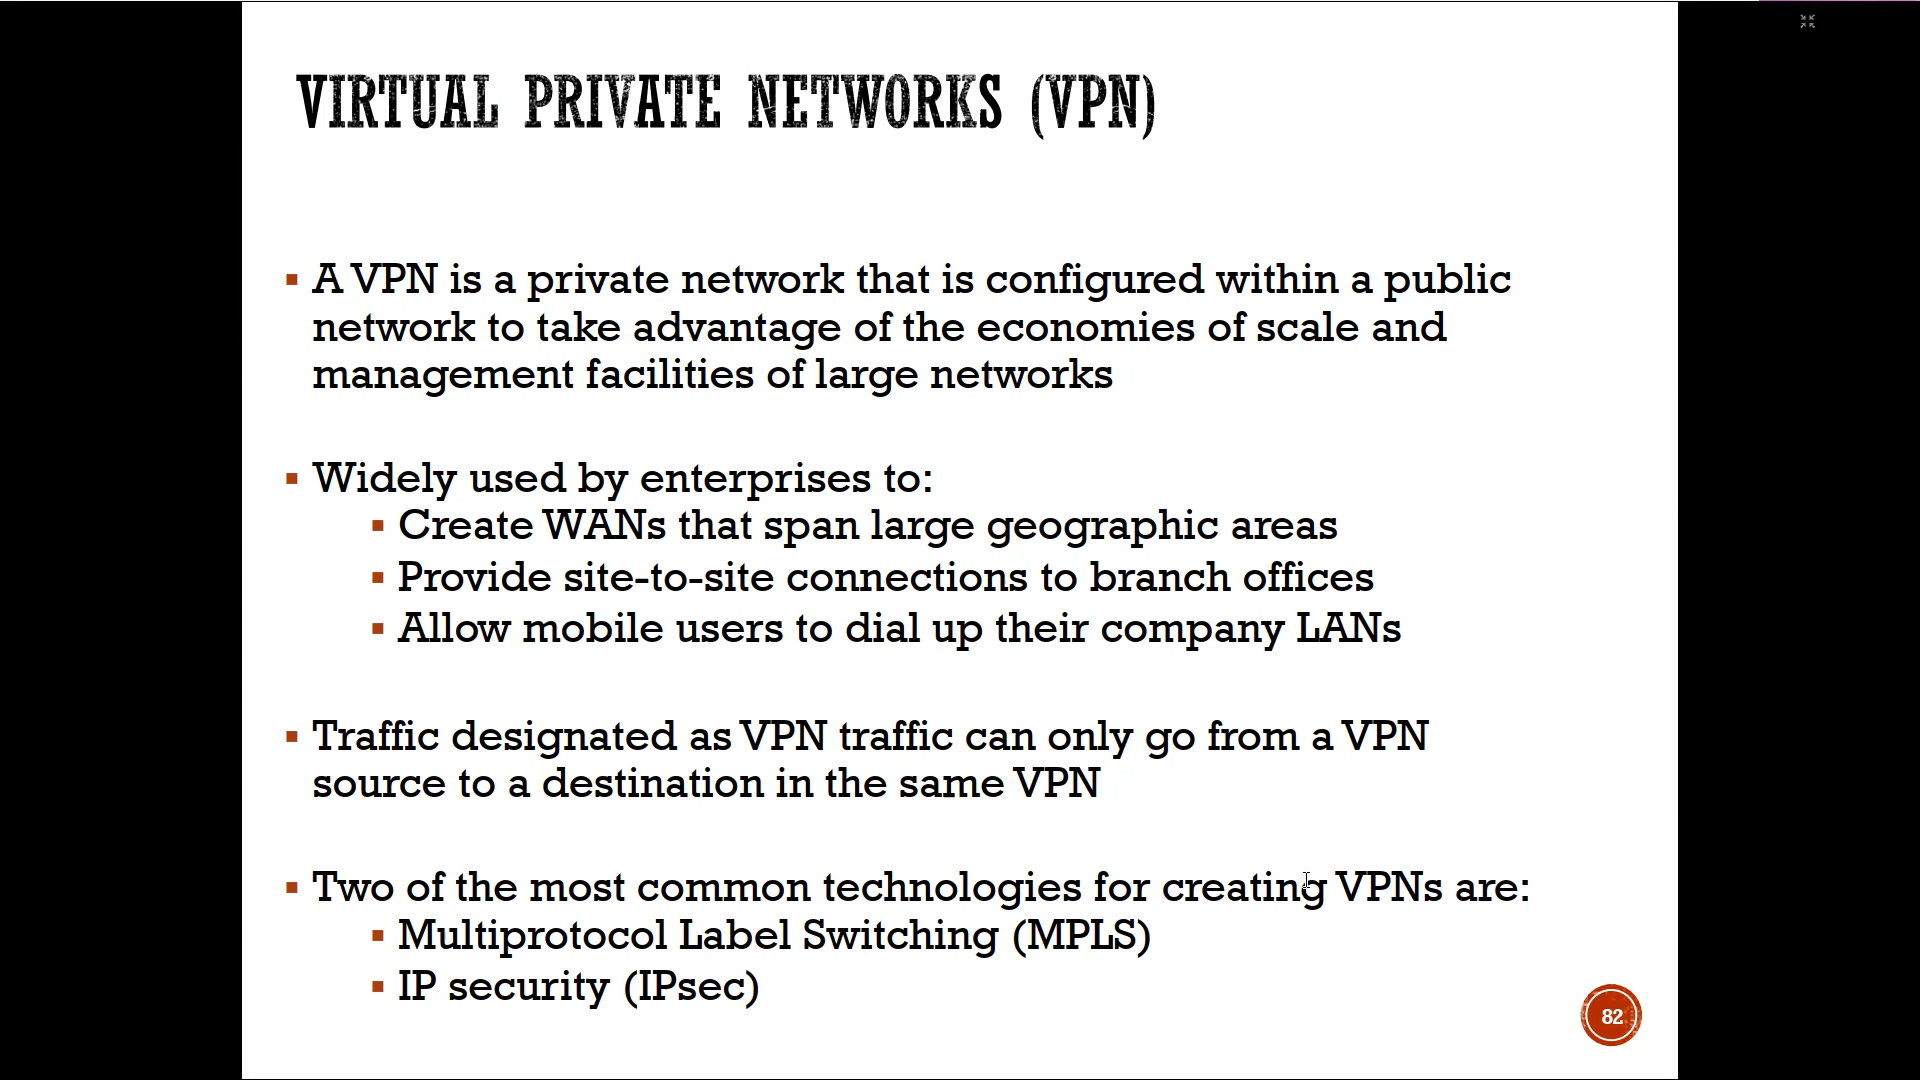 VIRTUAL PRIVATE NETWORKS (VPN)
▪ A VPN is a private network that is configured within a public
network to take advantage of the economies of scale and
management facilities of large networks
▪ Widely used by enterprises to:
▪ Create WANs that span large geographic areas
▪ Provide site-to-site connections to branch offices
▪ Allow mobile users to dial up their company LANs
▪ Traffic designated as VPN traffic can only go from a VPN
source to a destination in the same VPN
▪ Two of the most common technologies for creating VPNs are:
▪ Multiprotocol Label Switching (MPLS)
▪ IP security (IPsec)
82